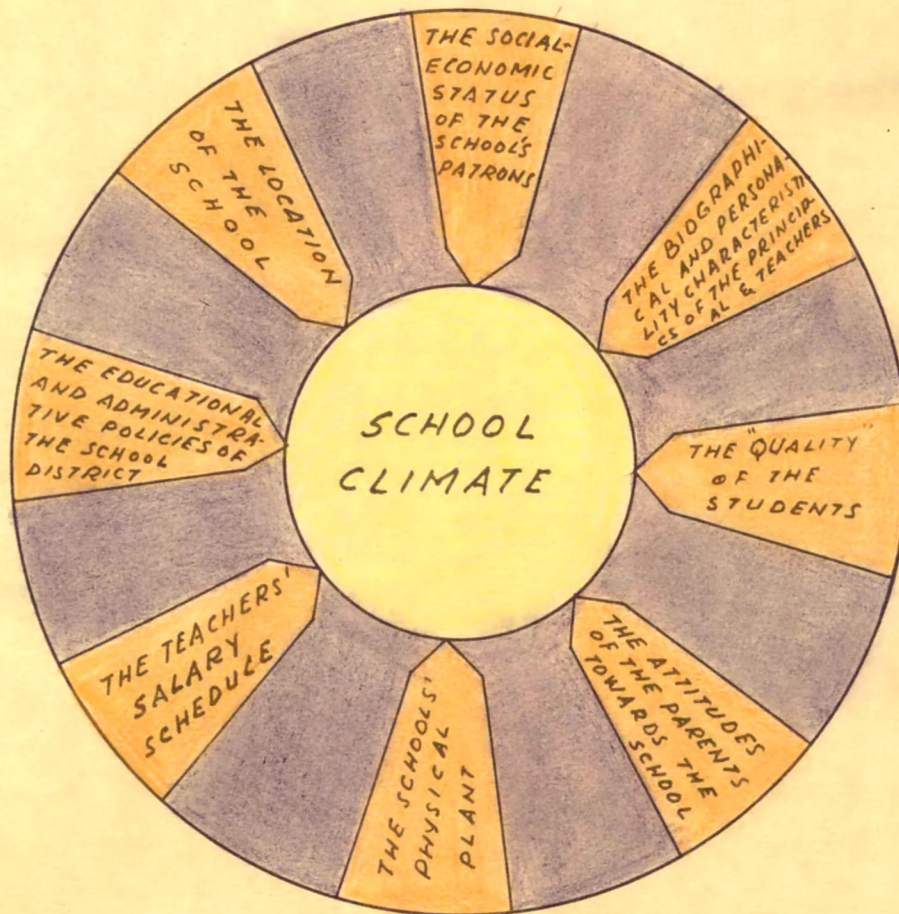 THE SOCIAL-
ECONOMIC
STATUS
OF THE
SCHOOL'S
PATRONS
THE BIOGRAPHI-
CAL AND PERSONA-
LITY CHARACTERISTI
CS OF THE PRINCIP
AL & TEACHERS
THE "QUALITY"
OF THE
STUDENTS
THE ATTITUDES
OF THE PARENTS
TOWARDS THE
SCHOOL
THE SCHOOLS'
PHYSICAL
PLANT
THE TEACHERS'
SALARY
SCHEDULE
THE EDUCATIONAL
AND ADMINISTRA-
TIVE POLICIES OF
THE SCHOOL
DISTRICT
THE LOCATION
OF THE
SCHOOL
SCHOOL
CLIMATE